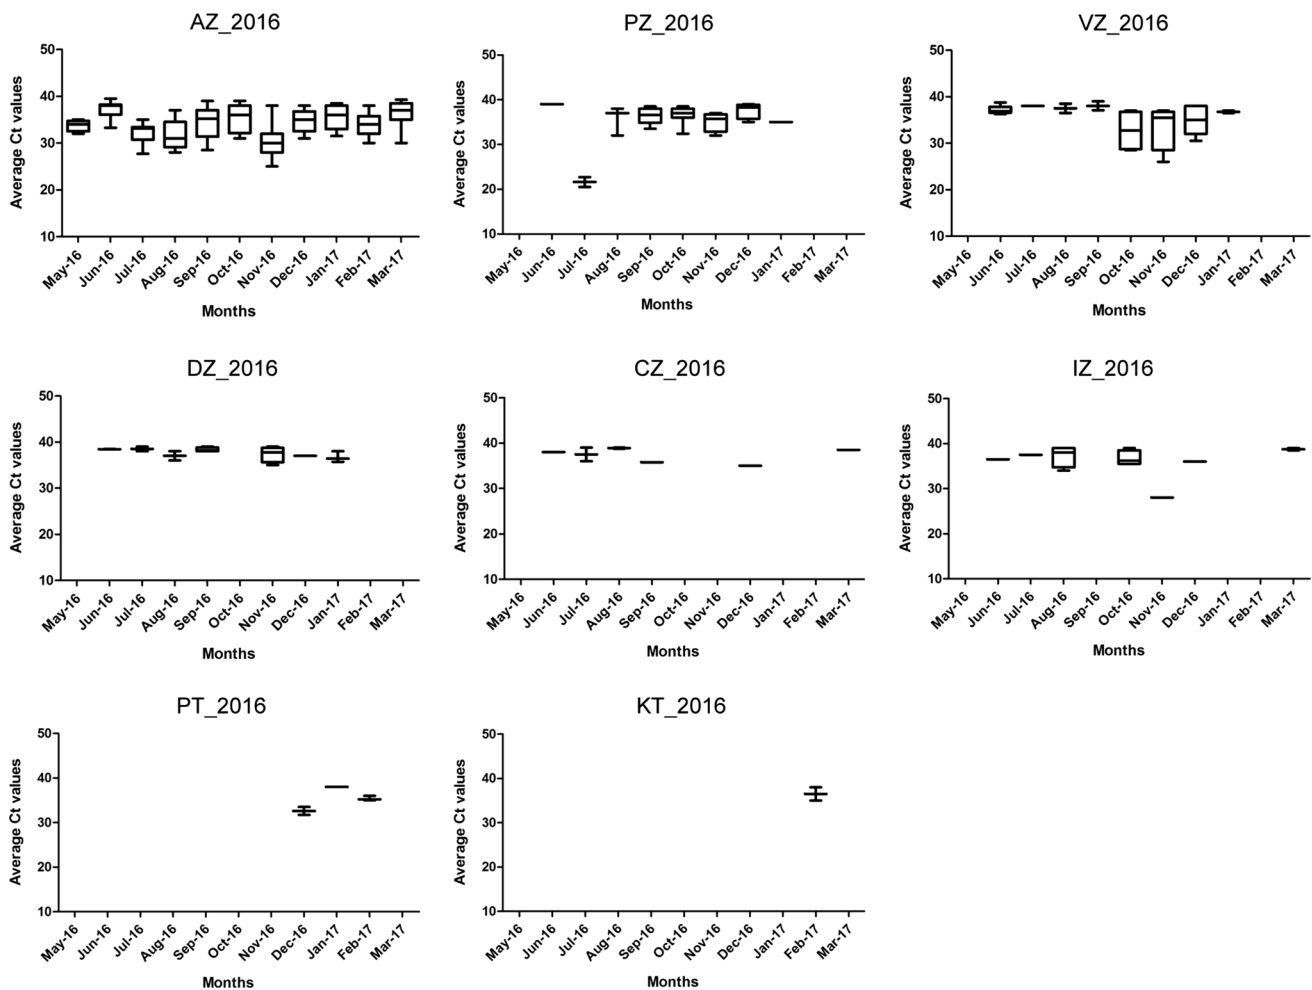 AZ_2016
Average Ct values
50
40
30
20
10
May-16
Jun-16
Jul-16
Aug-16
Sep-16
Oct-16
Nov-16
Dec-16
Jan-17
Feb-17
Mar-17
Months
PZ_2016
Average Ct values
50
40
30
20
10
May-16
Jun-16
Jul-16
Aug-16
Sep-16
Oct-16
Nov-16
Dec-16
Jan-17
Feb-17
Mar-17
Months
VZ_2016
Average Ct values
50
40
30
20
10
May-16
Jun-16
Jul-16
Aug-16
Sep-16
Oct-16
Nov-16
Dec-16
Jan-17
Feb-17
Mar-17
Months
DZ_2016
Average Ct values
50
40
30
20
10
May-16
Jun-16
Jul-16
Aug-16
Sep-16
Oct-16
Nov-16
Dec-16
Jan-17
Feb-17
Mar-17
Months
CZ_2016
Average Ct values
50
40
30
20
10
May-16
Jun-16
Jul-16
Aug-16
Sep-16
Oct-16
Nov-16
Dec-16
Jan-17
Feb-17
Mar-17
Months
IZ_2016
Average Ct values
50
40
30
20
10
May-16
Jun-16
Jul-16
Aug-16
Sep-16
Oct-16
Nov-16
Dec-16
Jan-17
Feb-17
Mar-17
Months
PT_2016
Average Ct values
50
40
30
20
10
May-16
Jun-16
Jul-16
Aug-16
Sep-16
Oct-16
Nov-16
Dec-16
Jan-17
Feb-17
Mar-17
Months
KT_2016
Average Ct values
50
40
30
20
10
May-16
Jun-16
Jul-16
Aug-16
Sep-16
Oct-16
Nov-16
Dec-16
Jan-17
Feb-17
Mar-17
Months